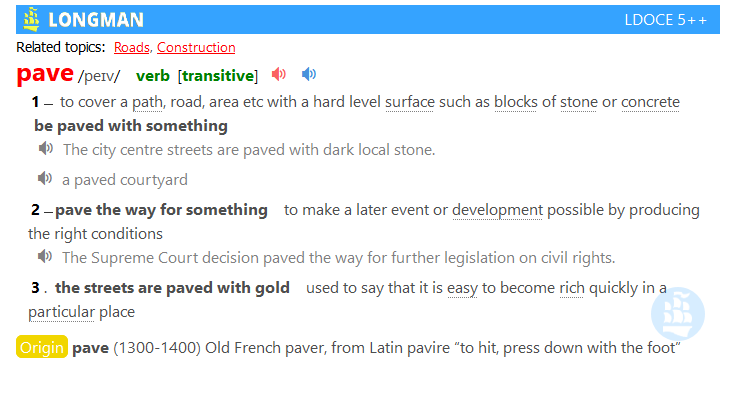 LONGMAN LDOCE 5++
Related topics: Roads, Construction
pave /peɪv/ verb [transitive]
1 – to cover a path, road, area etc with a hard level surface such as blocks of stone or concrete
be paved with something
The city centre streets are paved with dark local stone.
a paved courtyard
2 – pave the way for something to make a later event or development possible by producing
the right conditions
The Supreme Court decision paved the way for further legislation on civil rights.
3 . the streets are paved with gold used to say that it is easy to become rich quickly in a
particular place
Origin pave (1300-1400) Old French paver, from Latin pavire “to hit, press down with the foot”